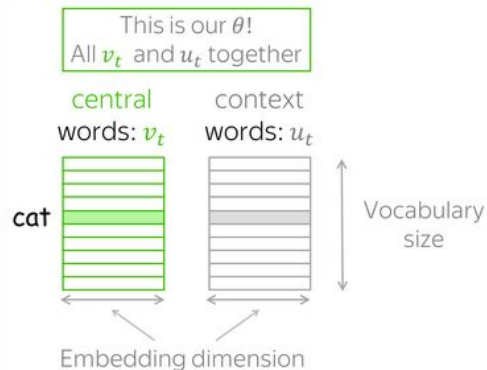 This is our θ!
All vₜ and uₜ together
central
words: vₜ
context
words: uₜ
cat
Vocabulary
size
Embedding dimension